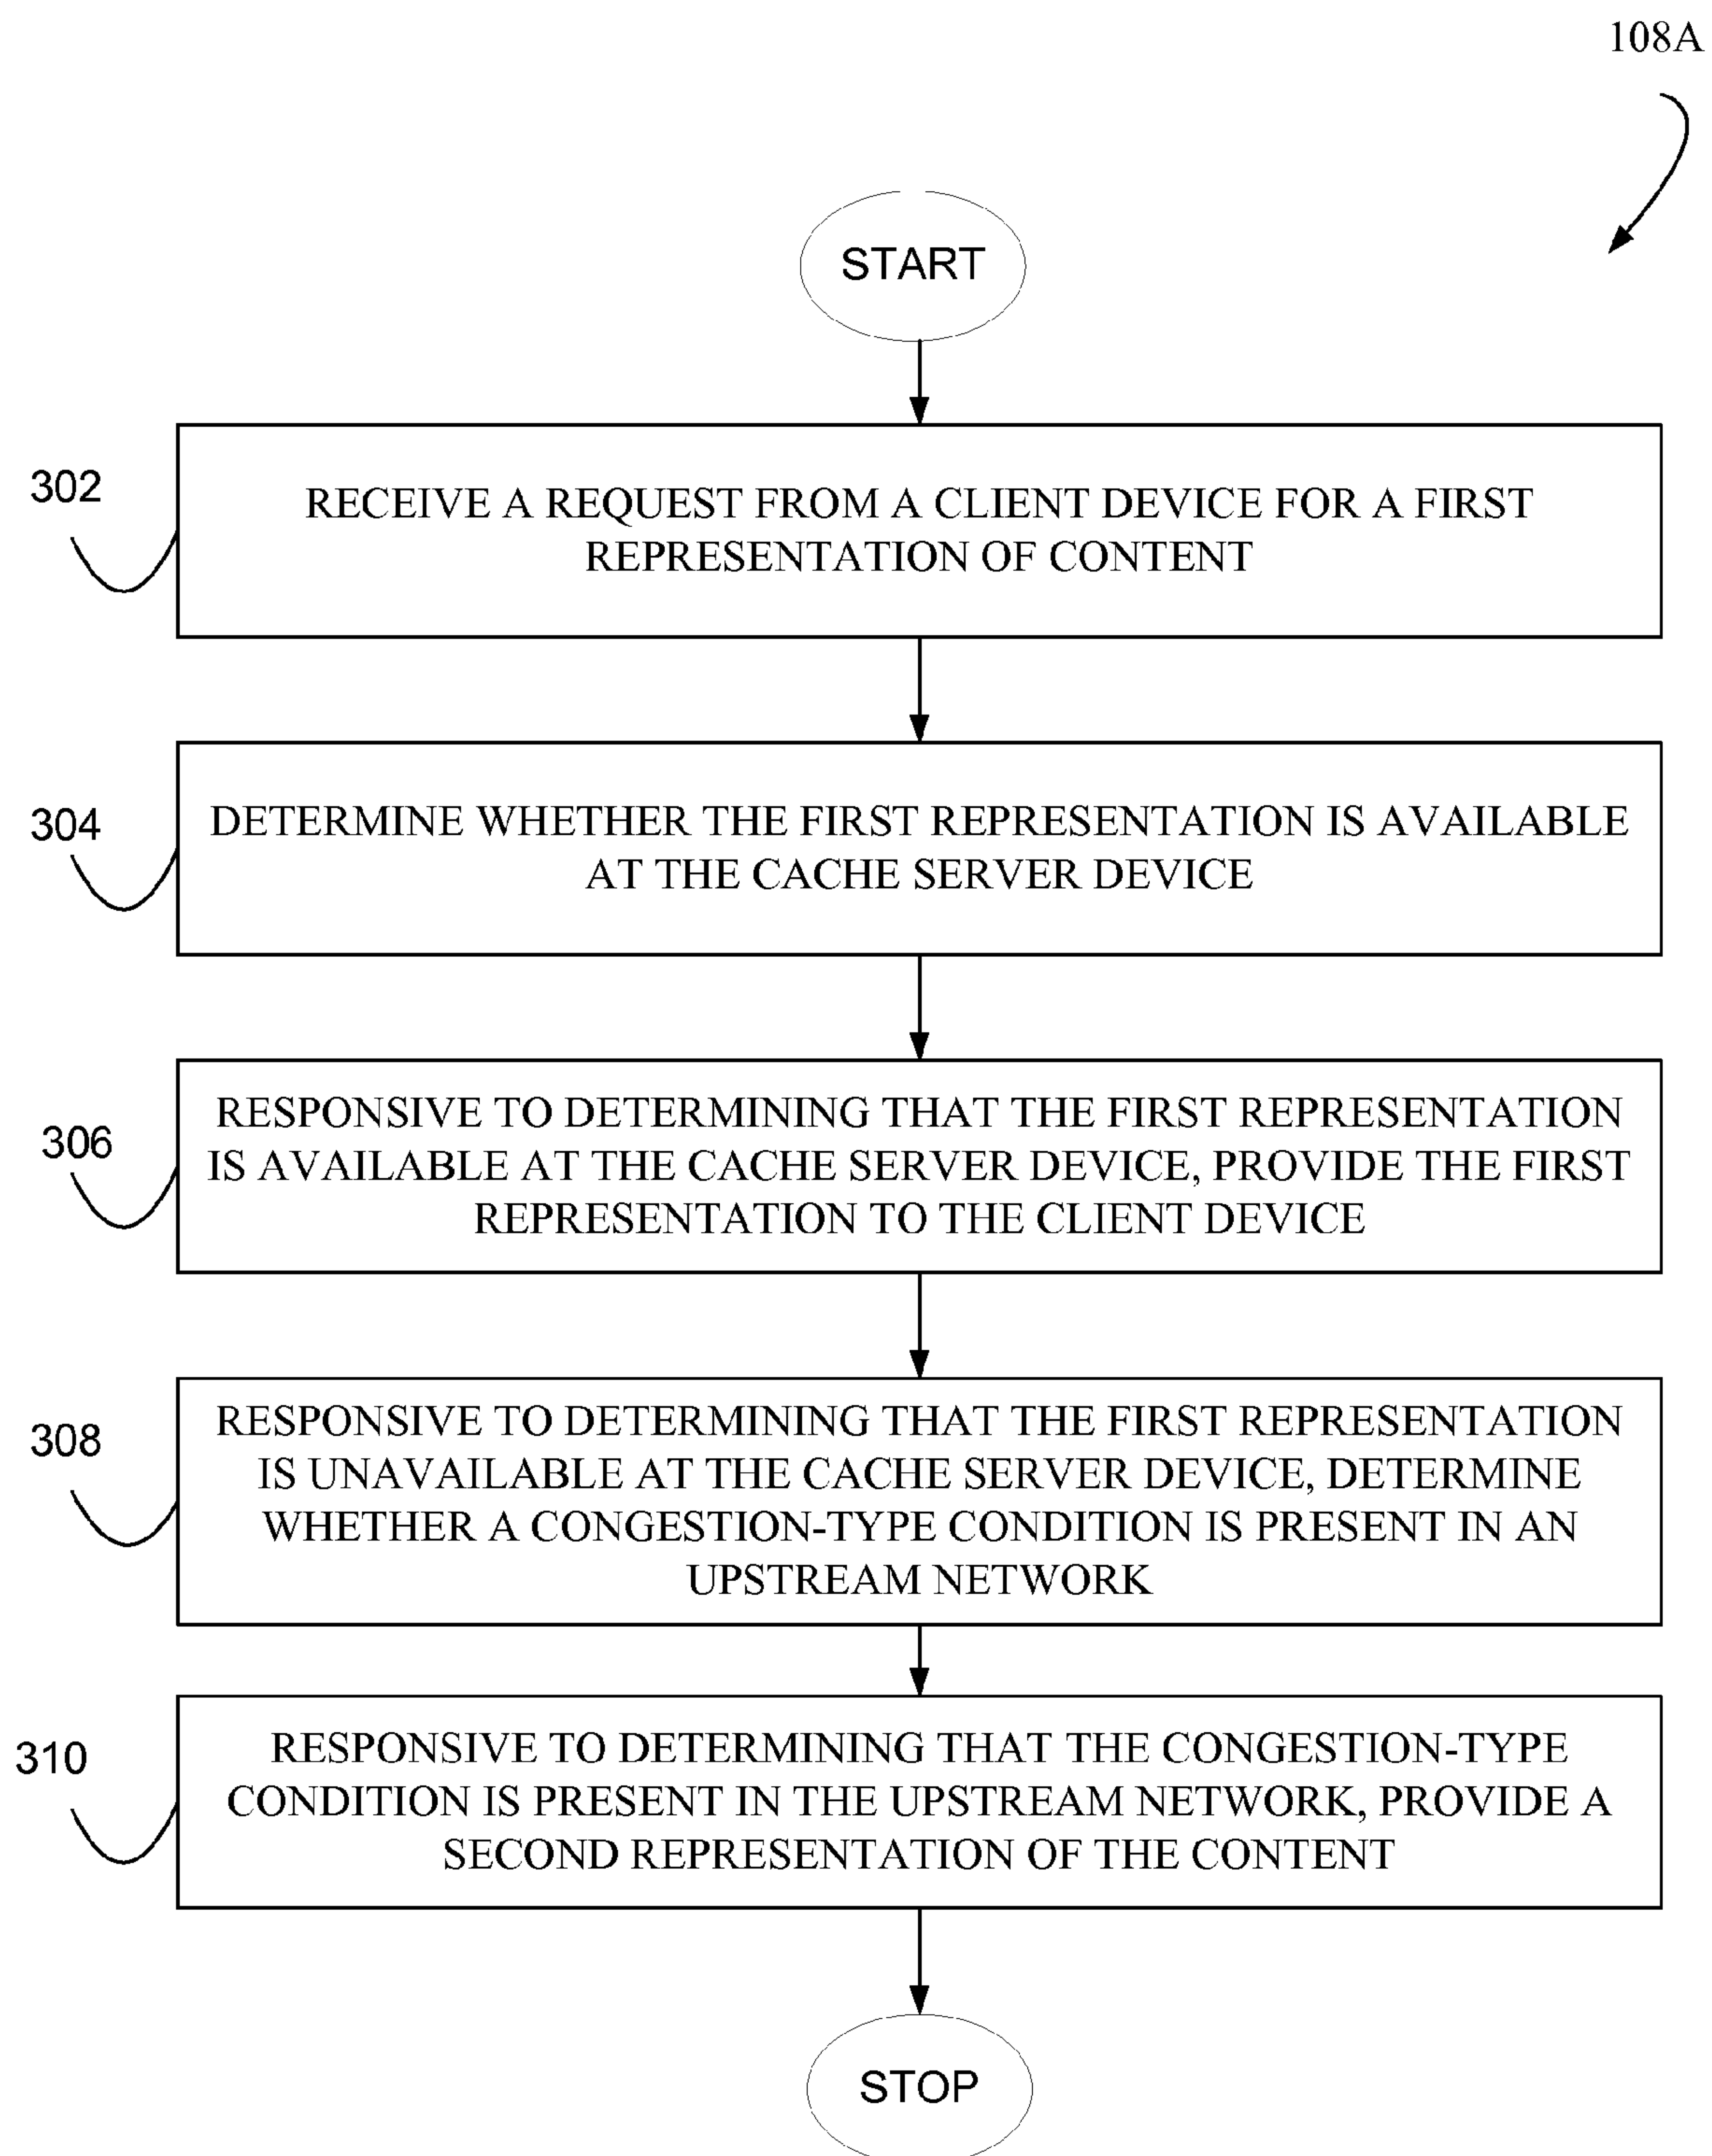 108A
START
302
RECEIVE A REQUEST FROM A CLIENT DEVICE FOR A FIRST
REPRESENTATION OF CONTENT
304
DETERMINE WHETHER THE FIRST REPRESENTATION IS AVAILABLE
AT THE CACHE SERVER DEVICE
306
RESPONSIVE TO DETERMINING THAT THE FIRST REPRESENTATION
IS AVAILABLE AT THE CACHE SERVER DEVICE, PROVIDE THE FIRST
REPRESENTATION TO THE CLIENT DEVICE
308
RESPONSIVE TO DETERMINING THAT THE FIRST REPRESENTATION
IS UNAVAILABLE AT THE CACHE SERVER DEVICE, DETERMINE
WHETHER A CONGESTION-TYPE CONDITION IS PRESENT IN AN
UPSTREAM NETWORK
310
RESPONSIVE TO DETERMINING THAT THE CONGESTION-TYPE
CONDITION IS PRESENT IN THE UPSTREAM NETWORK, PROVIDE A
SECOND REPRESENTATION OF THE CONTENT
STOP